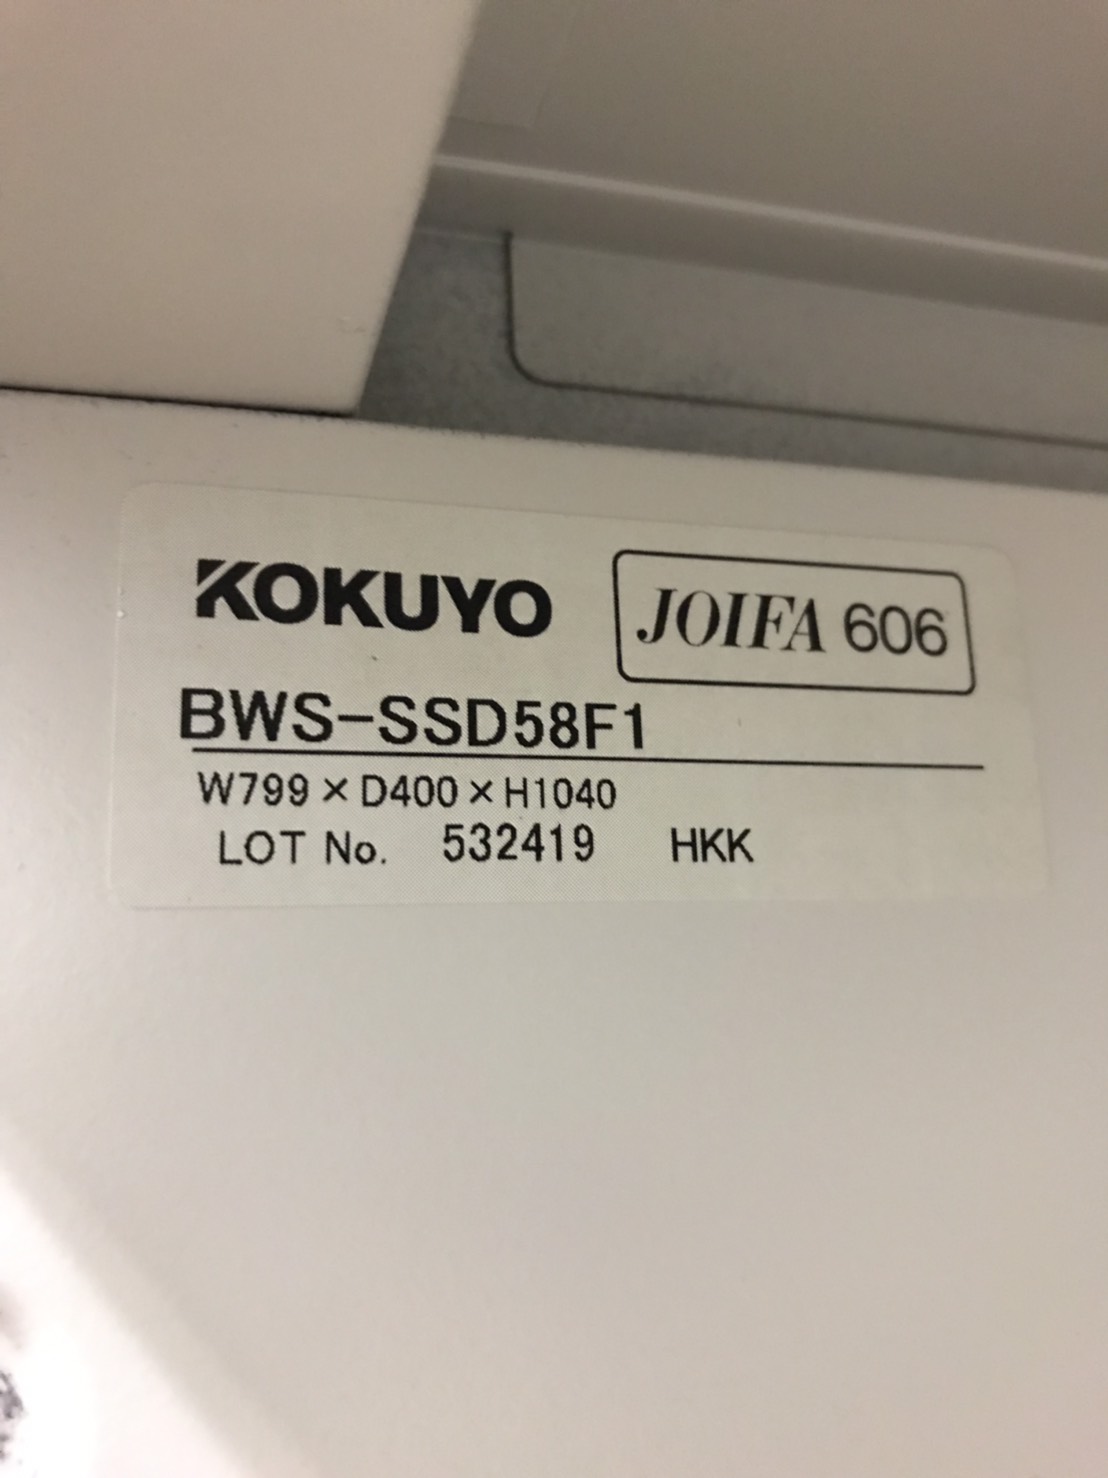 KOKUYO JOIFA 606
BWS-SSD58F1
W799×D400×H1040
LOT No. 532419 HKK